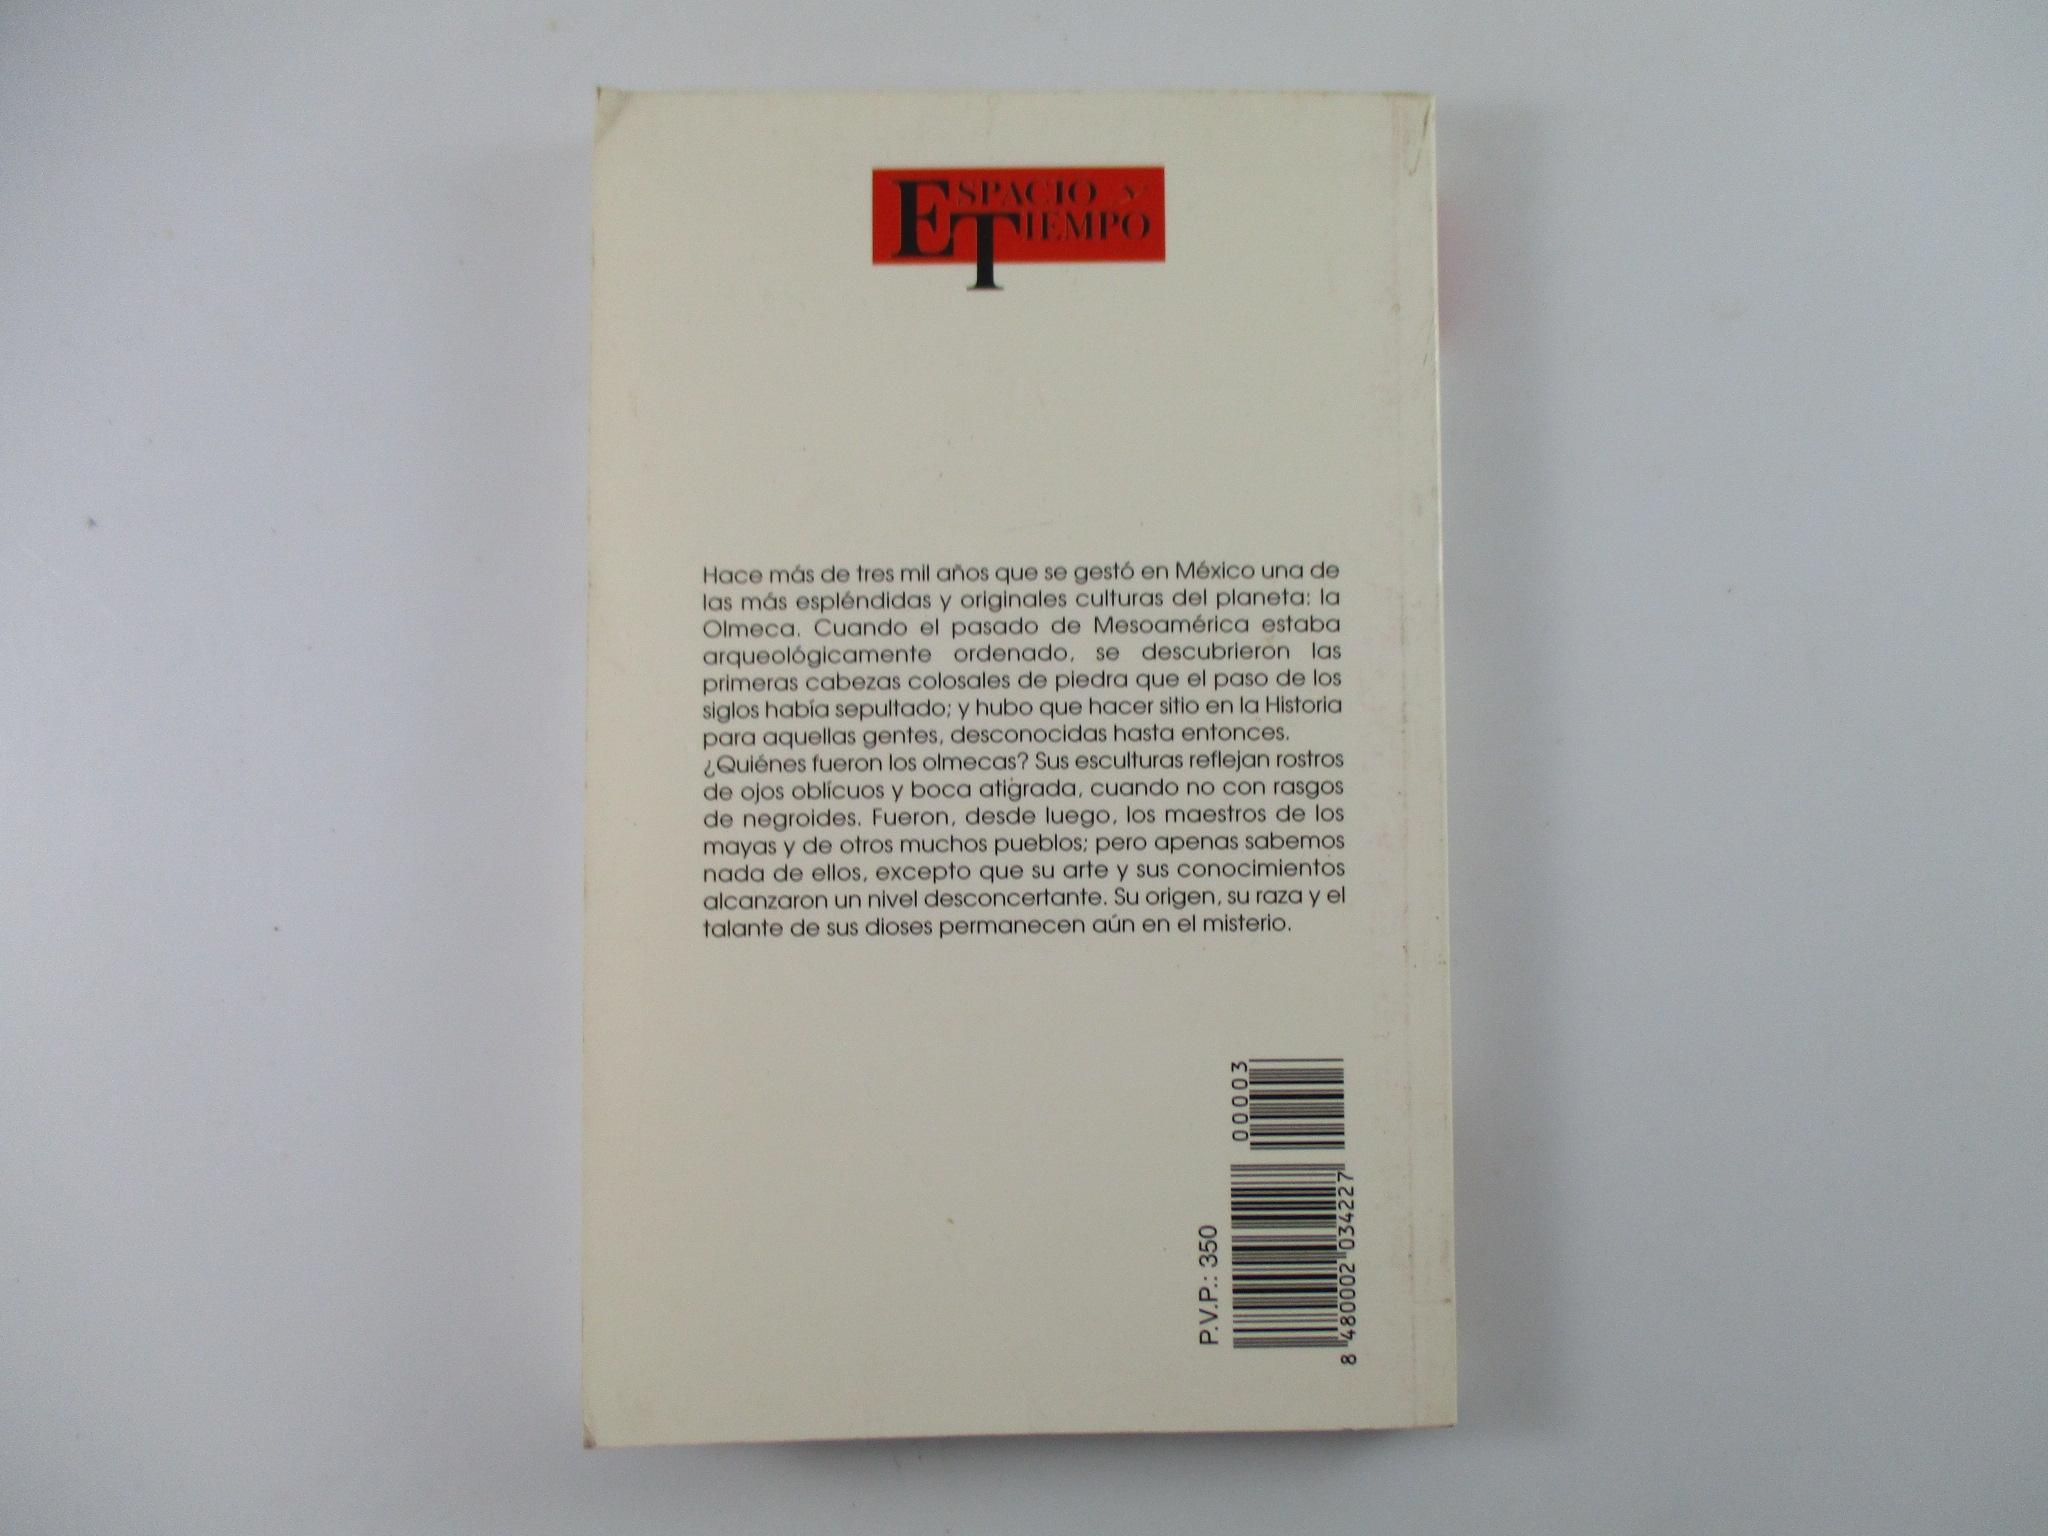 ESPACIO y
TIEMPO
Hace más de tres mil años que se gestó en México una de
las más espléndidas y originales culturas del planeta: la
Olmeca. Cuando el pasado de Mesoamérica estaba
arqueológicamente ordenado, se descubrieron las
primeras cabezas colosales de piedra que el paso de los
siglos había sepultado; y hubo que hacer sitio en la Historia
para aquellas gentes, desconocidas hasta entonces.
¿Quiénes fueron los olmecas? Sus esculturas reflejan rostros
de ojos oblícuos y boca atigrada, cuando no con rasgos
de negroides. Fueron, desde luego, los maestros de los
mayas y de otros muchos pueblos; pero apenas sabemos
nada de ellos, excepto que su arte y sus conocimientos
alcanzaron un nivel desconcertante. Su origen, su raza y el
talante de sus dioses permanecen aún en el misterio.
P.V.P.: 350
00003
8 480002 034227